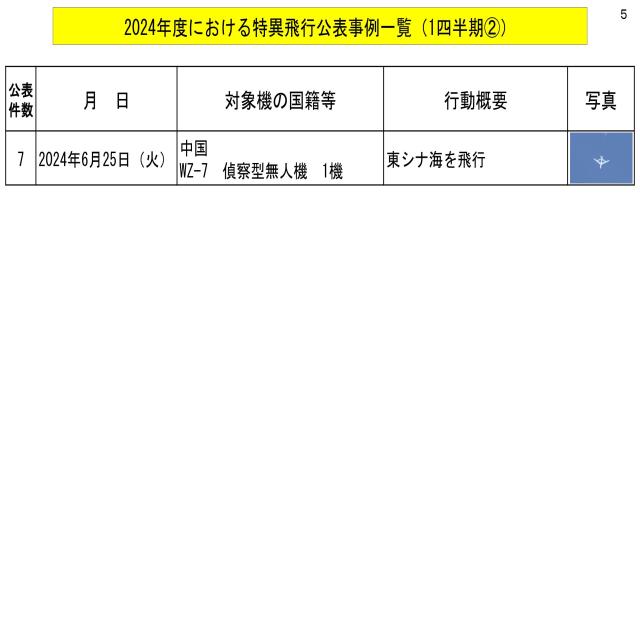 5
2024年度における特異飛行公表事例一覧（1四半期②）
公表
件数
月　日
対象機の国籍等
行動概要
写真
7
2024年6月25日（火）
中国
WZ-7　偵察型無人機　1機
東シナ海を飛行